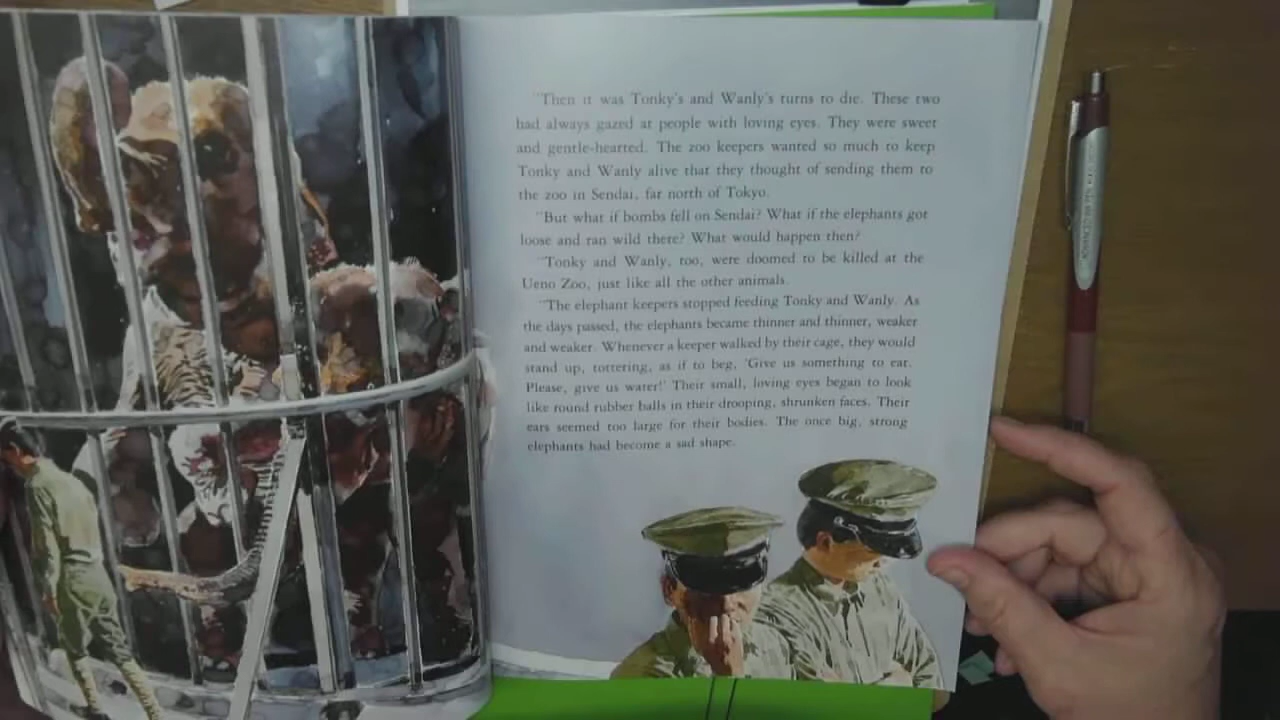 "Then it was Tonky's and Wanly's turns to die. These two
had always gazed at people with loving eyes. They were sweet
and gentle-hearted. The zoo keepers wanted so much to keep
Tonky and Wanly alive that they thought of sending them to
the zoo in Sendai, far north of Tokyo.
"But what if bombs fell on Sendai? What if the elephants got
loose and ran wild there? What would happen then?
"Tonky and Wanly, too, were doomed to be killed at the
Ueno Zoo, just like all the other animals.
"The elephant keepers stopped feeding Tonky and Wanly. As
the days passed, the elephants became thinner and thinner, weaker
and weaker. Whenever a keeper walked by their cage, they would
stand up, tottering, as if to beg, 'Give us something to eat.
Please, give us water!' Their small, loving eyes began to look
like round rubber balls in their drooping, shrunken faces. Their
ears seemed too large for their bodies. The once big, strong
elephants had become a sad shape.